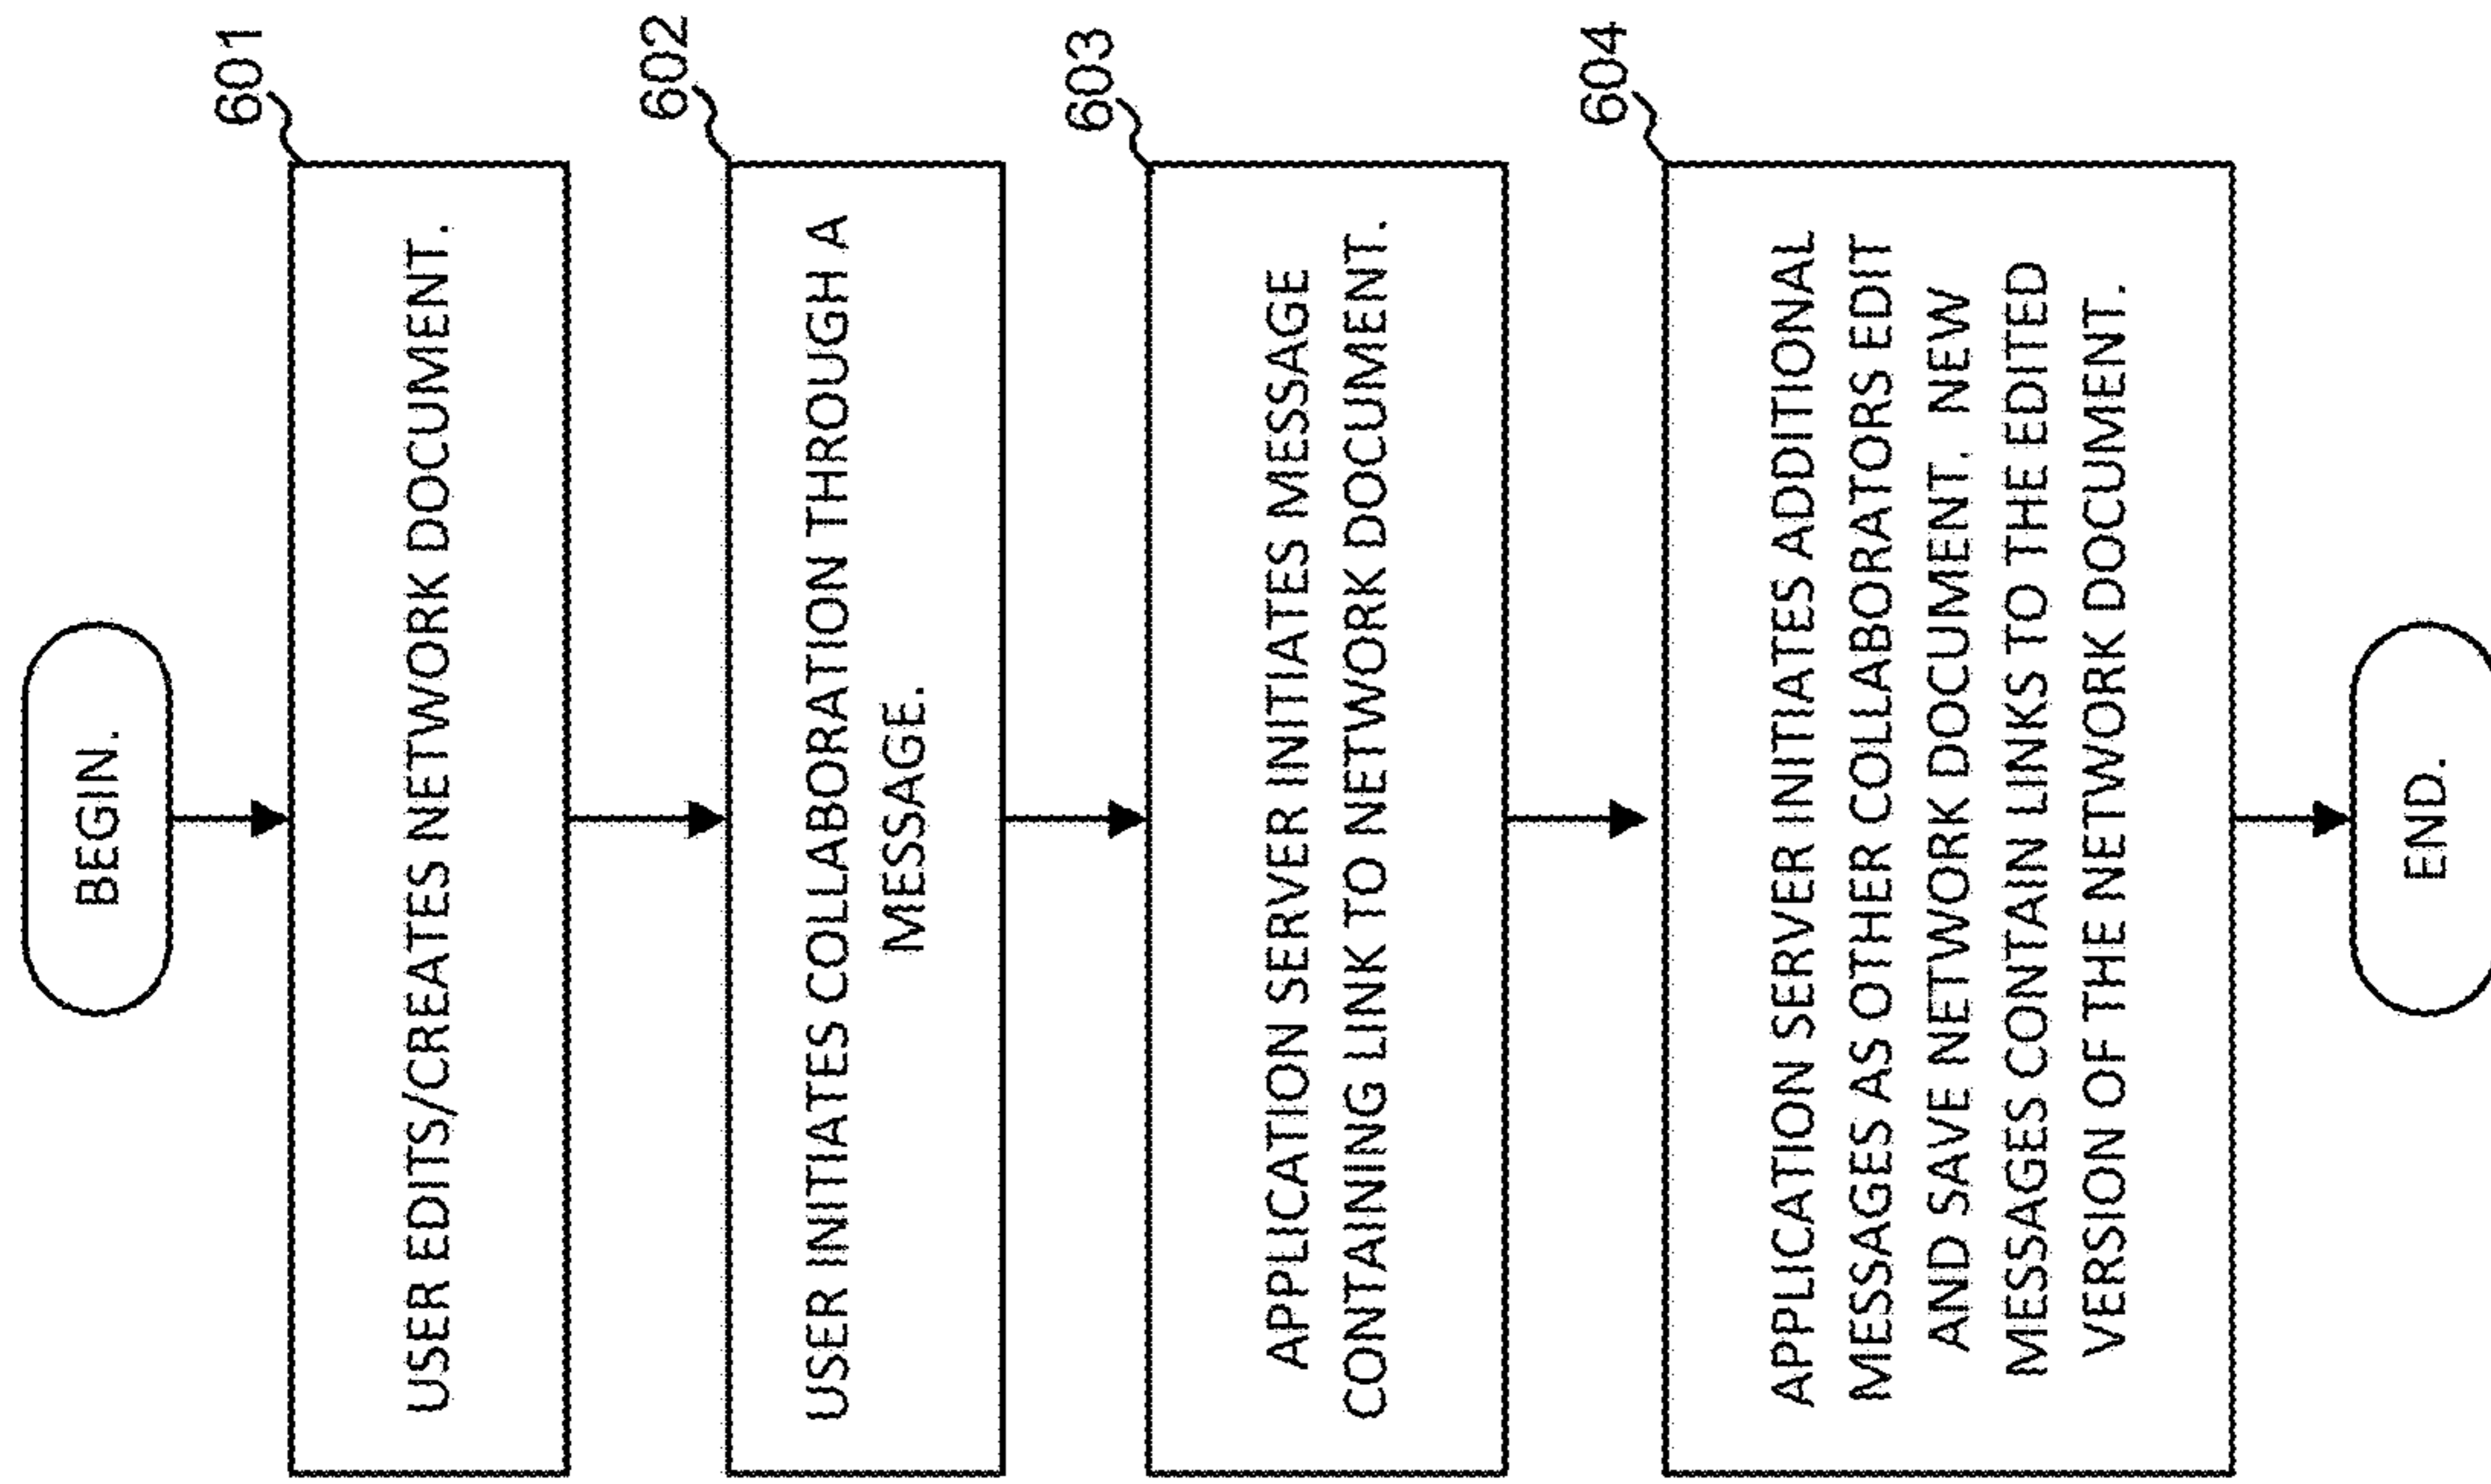 BEGIN.
601
USER EDITS/CREATES NETWORK DOCUMENT.
602
USER INITIATES COLLABORATION THROUGH A
MESSAGE.
603
APPLICATION SERVER INITIATES MESSAGE
CONTAINING LINK TO NETWORK DOCUMENT.
604
APPLICATION SERVER INITIATES ADDITIONAL
MESSAGES AS OTHER COLLABORATORS EDIT
AND SAVE NETWORK DOCUMENT. NEW
MESSAGES CONTAIN LINKS TO THE EDITED
VERSION OF THE NETWORK DOCUMENT.
END.